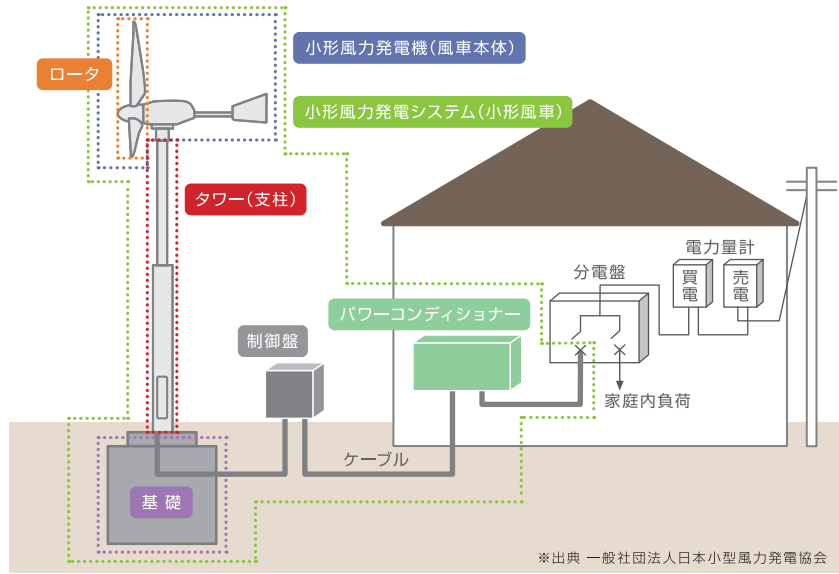 小形風力発電機(風車本体)
ロータ
小形風力発電システム(小形風車)
タワー(支柱)
電力量計
分電盤
買電
売電
パワーコンディショナー
制御盤
家庭内負荷
ケーブル
基礎
※出典 一般社団法人日本小型風力発電協会